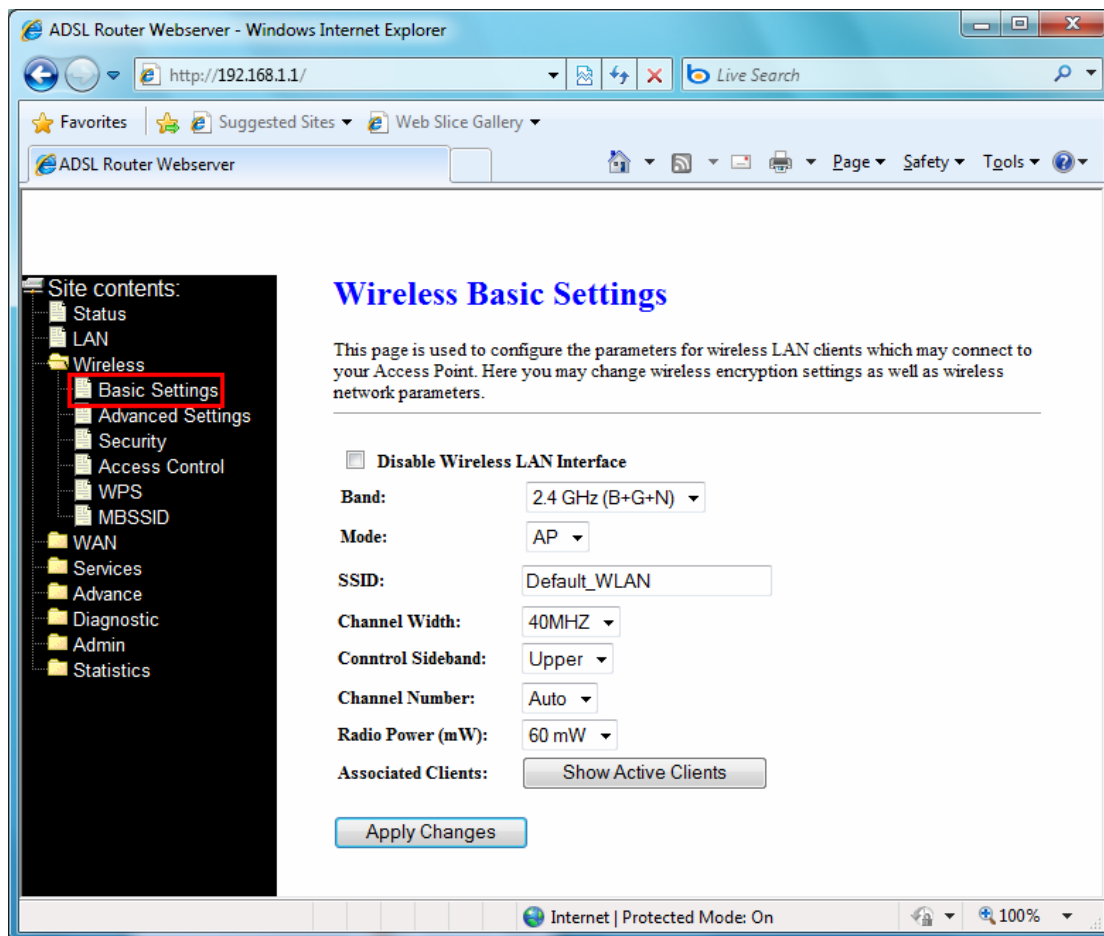 ADSL Router Webserver - Windows Internet Explorer
http://192.168.1.1/
Live Search
Favorites
Suggested Sites
Web Slice Gallery
ADSL Router Webserver
Page
Safety
Tools
Site contents:
Status
LAN
Wireless
Basic Settings
Advanced Settings
Security
Access Control
WPS
MBSSID
WAN
Services
Advance
Diagnostic
Admin
Statistics
Wireless Basic Settings
This page is used to configure the parameters for wireless LAN clients which may connect to
your Access Point. Here you may change wireless encryption settings as well as wireless
network parameters.
Disable Wireless LAN Interface
Band: 2.4 GHz (B+G+N)
Mode: AP
SSID: Default_WLAN
Channel Width: 40MHZ
Conntrol Sideband: Upper
Channel Number: Auto
Radio Power (mW): 60 mW
Associated Clients: Show Active Clients
Apply Changes
Internet | Protected Mode: On
100%